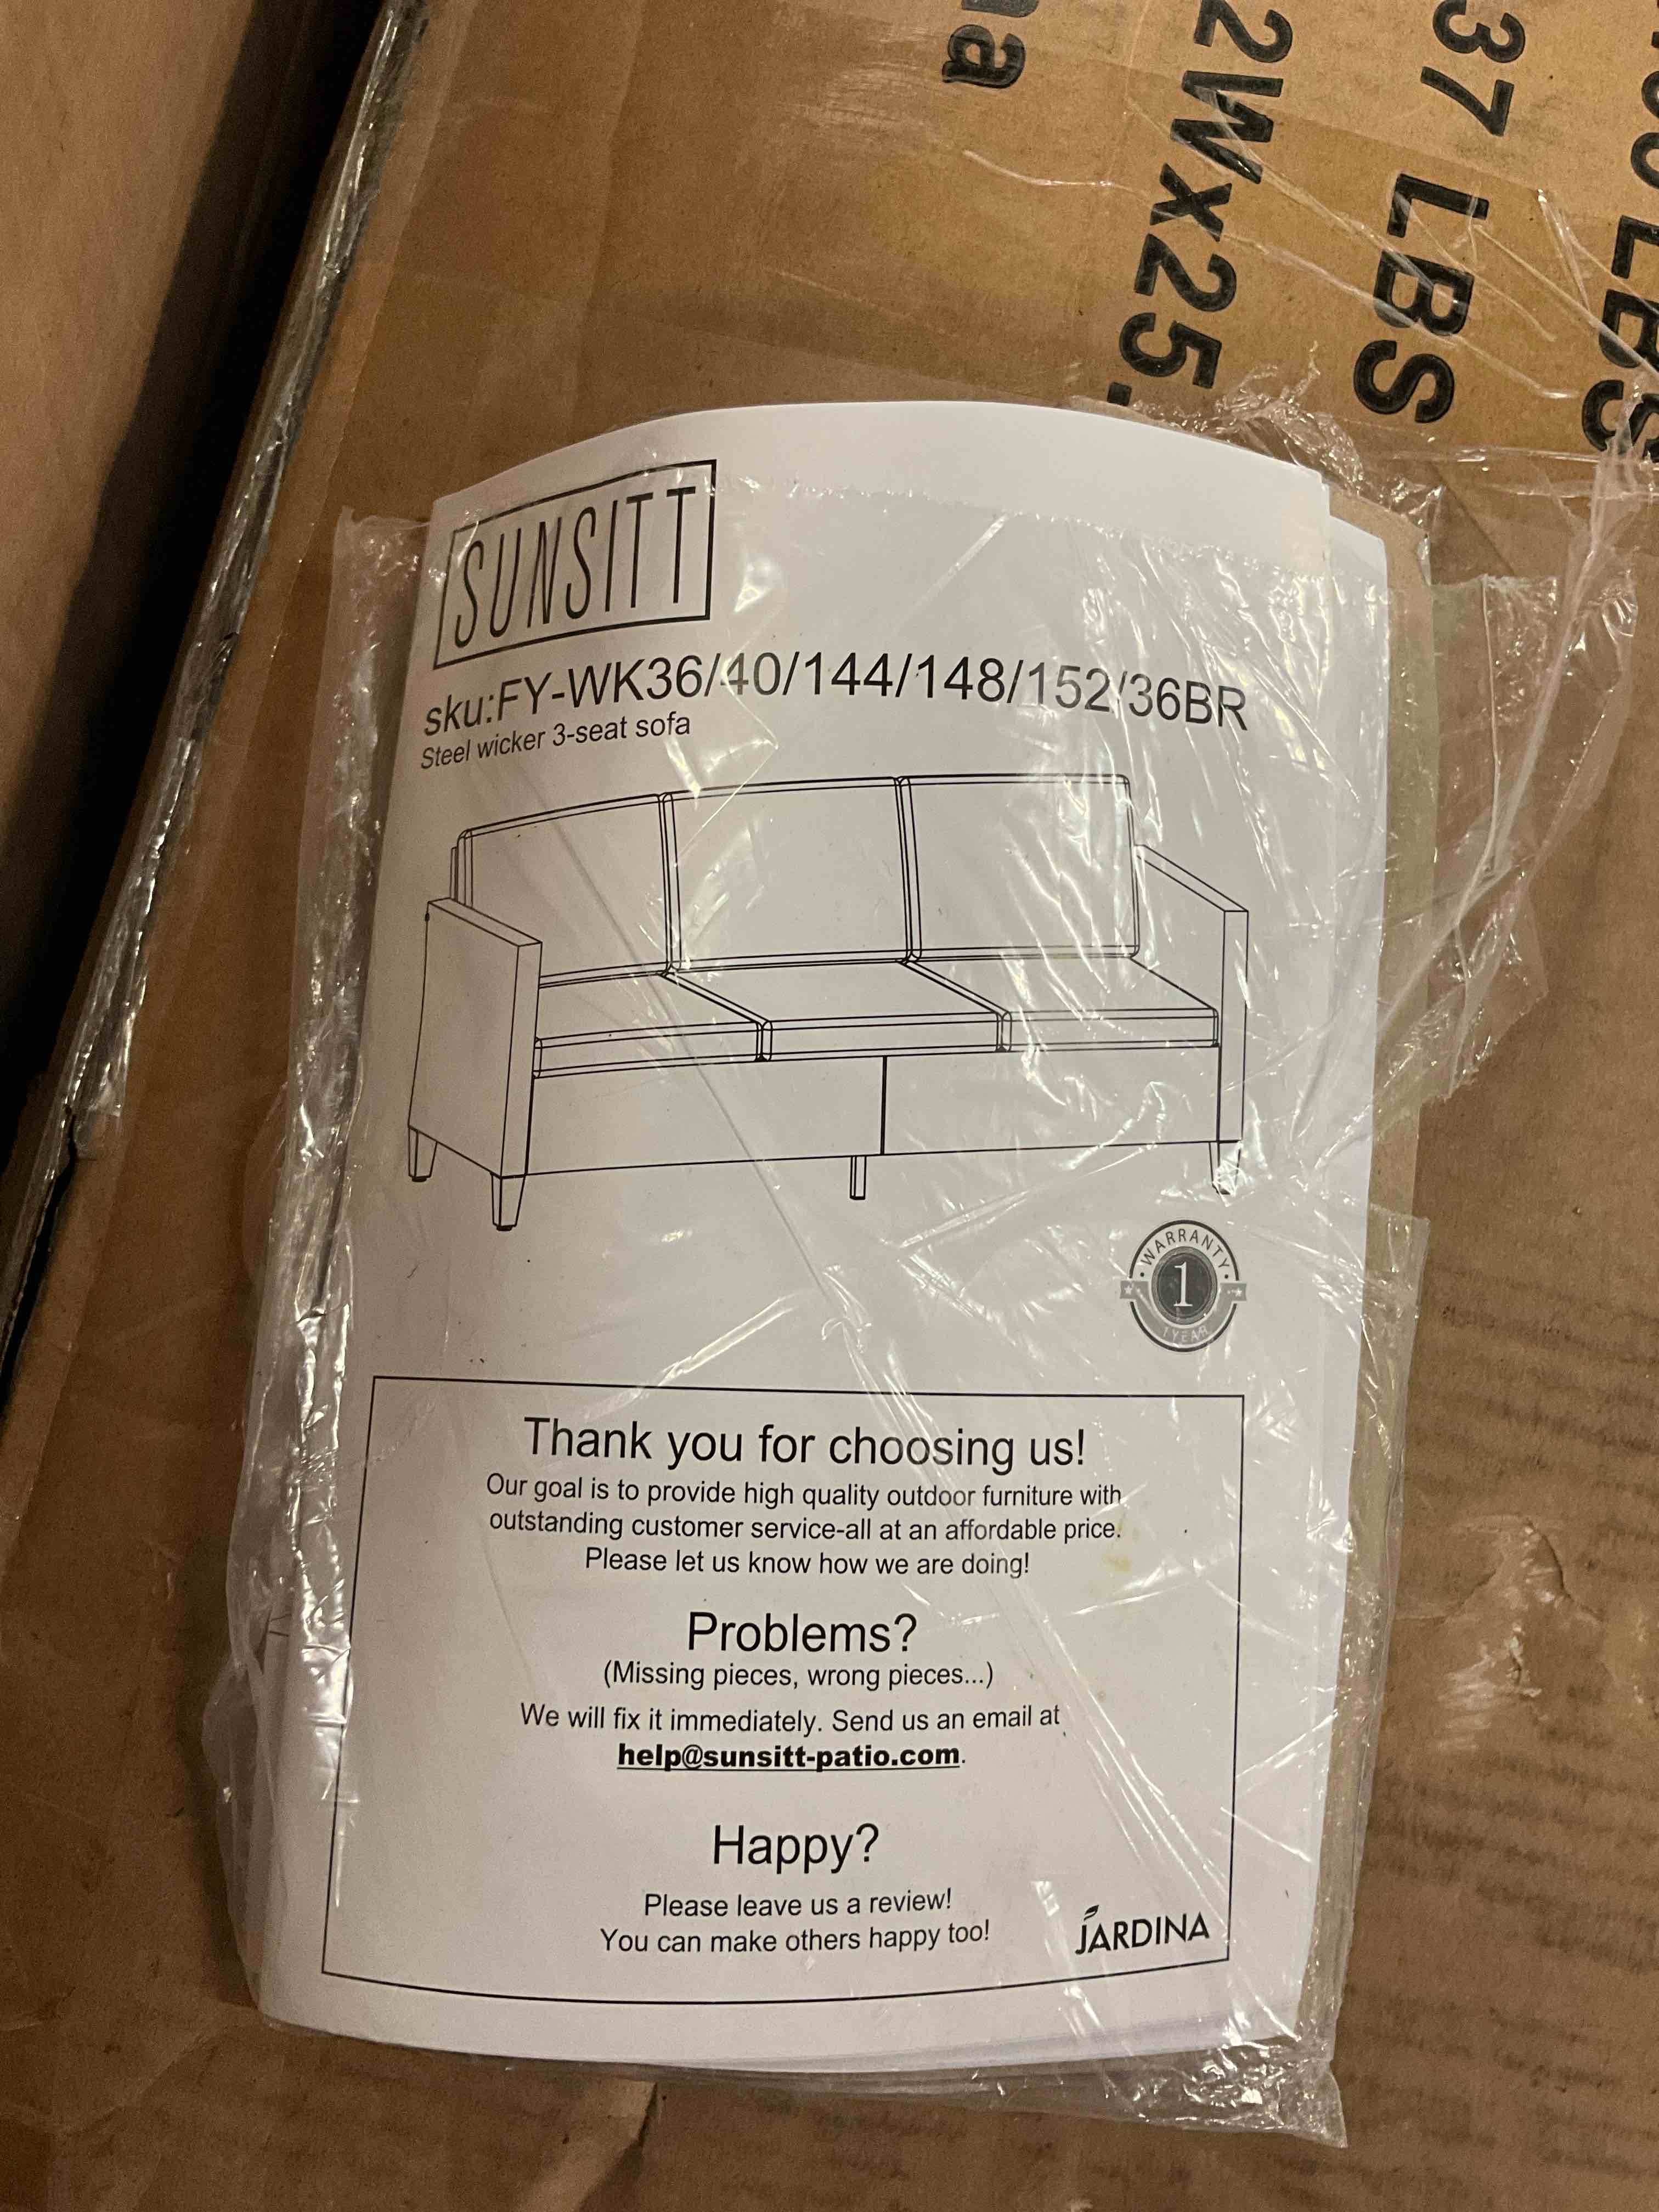 2Wx25.
37 LBS
LBS
SUNSITT
sku:FY-WK36/40/144/148/152/36BR
Steel wicker 3-seat sofa
WARRANTY
1
1 YEAR
Thank you for choosing us!
Our goal is to provide high quality outdoor furniture with
outstanding customer service-all at an affordable price.
Please let us know how we are doing!
Problems?
(Missing pieces, wrong pieces...)
We will fix it immediately. Send us an email at
help@sunsitt-patio.com.
Happy?
Please leave us a review!
You can make others happy too!
JARDINA